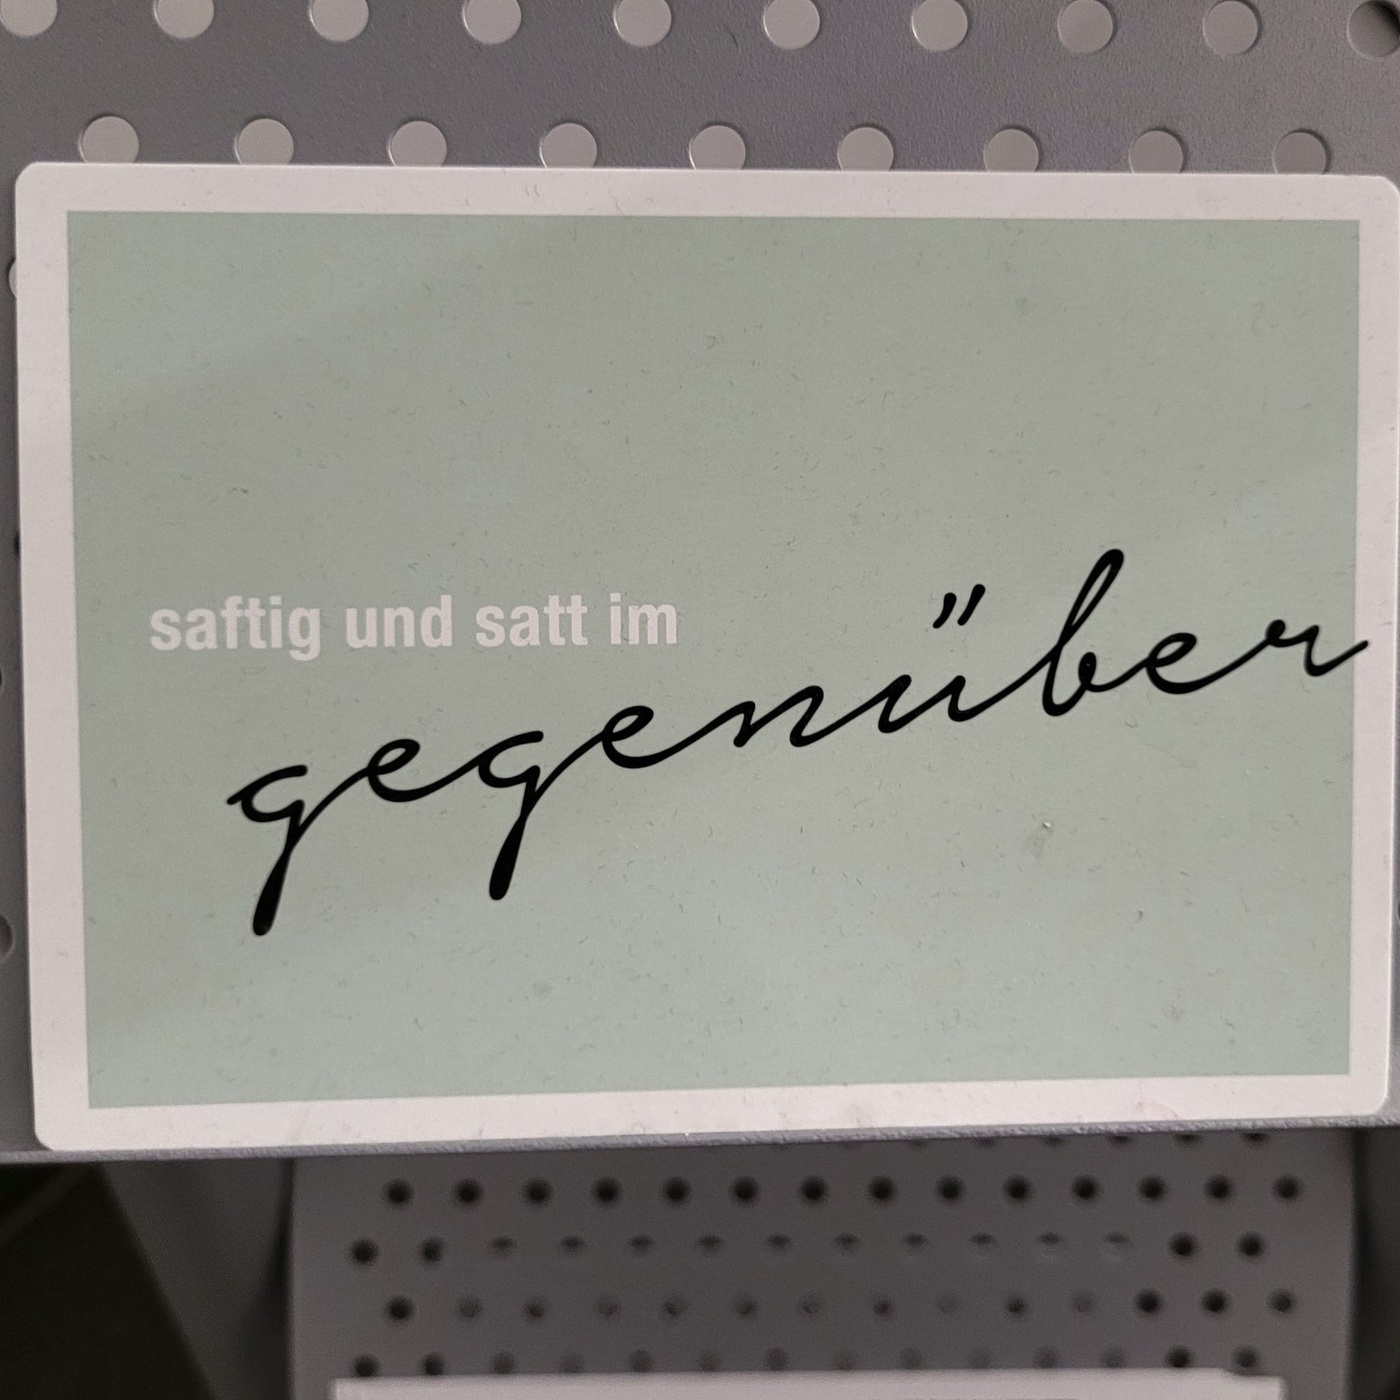 saftig und satt im
gegenüber